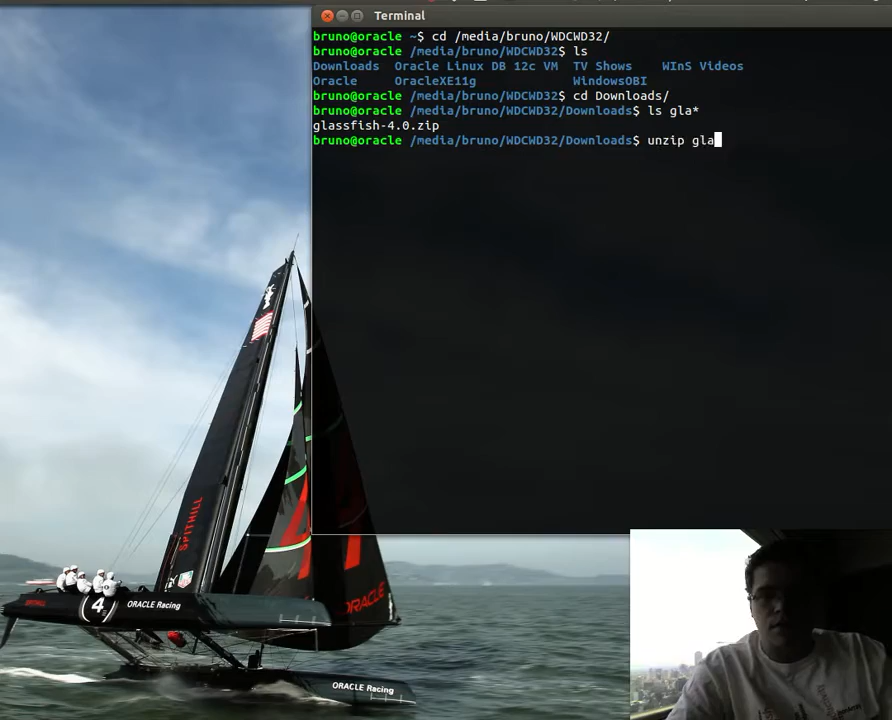 Terminal
bruno@oracle ~$ cd /media/bruno/WDCWD32/
bruno@oracle /media/bruno/WDCWD32$ ls
Downloads  Oracle Linux DB 12c VM  TV Shows    WInS Videos
Oracle     OracleXE11g             WindowsOBI
bruno@oracle /media/bruno/WDCWD32$ cd Downloads/
bruno@oracle /media/bruno/WDCWD32/Downloads$ ls gla*
glassfish-4.0.zip
bruno@oracle /media/bruno/WDCWD32/Downloads$ unzip gla
SPITHILL
ORACLE
SPITHILL
4
ORACLE Racing
ORACLE Racing